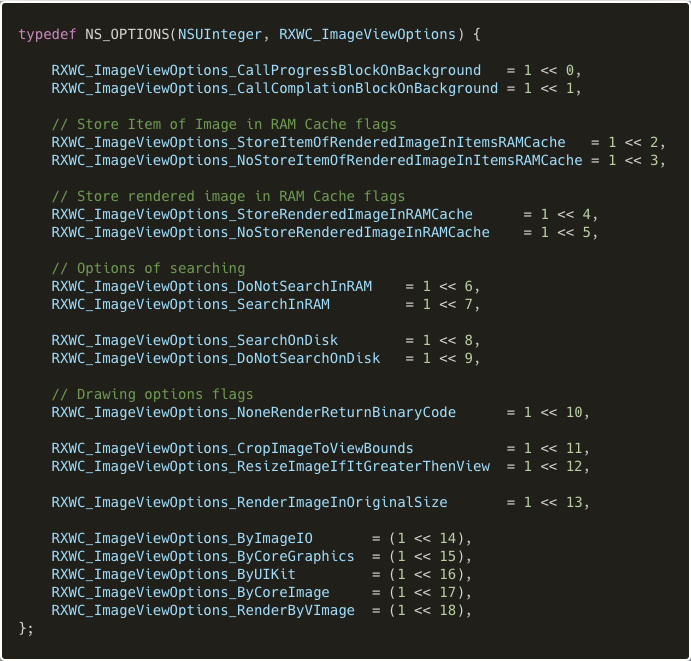 typedef NS_OPTIONS(NSUInteger, RXWC_ImageViewOptions) {
RXWC_ImageViewOptions_CallProgressBlockOnBackground = 1 << 0,
RXWC_ImageViewOptions_CallComplationBlockOnBackground = 1 << 1,
// Store Item of Image in RAM Cache flags
RXWC_ImageViewOptions_StoreItemOfRenderedImageInItemsRAMCache = 1 << 2,
RXWC_ImageViewOptions_NoStoreItemOfRenderedImageInItemsRAMCache = 1 << 3,
// Store rendered image in RAM Cache flags
RXWC_ImageViewOptions_StoreRenderedImageInRAMCache = 1 << 4,
RXWC_ImageViewOptions_NoStoreRenderedImageInRAMCache = 1 << 5,
// Options of searching
RXWC_ImageViewOptions_DoNotSearchInRAM = 1 << 6,
RXWC_ImageViewOptions_SearchInRAM = 1 << 7,
RXWC_ImageViewOptions_SearchOnDisk = 1 << 8,
RXWC_ImageViewOptions_DoNotSearchOnDisk = 1 << 9,
// Drawing options flags
RXWC_ImageViewOptions_NoneRenderReturnBinaryCode = 1 << 10,
RXWC_ImageViewOptions_CropImageToViewBounds = 1 << 11,
RXWC_ImageViewOptions_ResizeImageIfItGreaterThenView = 1 << 12,
RXWC_ImageViewOptions_RenderImageInOriginalSize = 1 << 13,
RXWC_ImageViewOptions_ByImageIO = (1 << 14),
RXWC_ImageViewOptions_ByCoreGraphics = (1 << 15),
RXWC_ImageViewOptions_ByUIKit = (1 << 16),
RXWC_ImageViewOptions_ByCoreImage = (1 << 17),
RXWC_ImageViewOptions_RenderByVImage = (1 << 18),
};